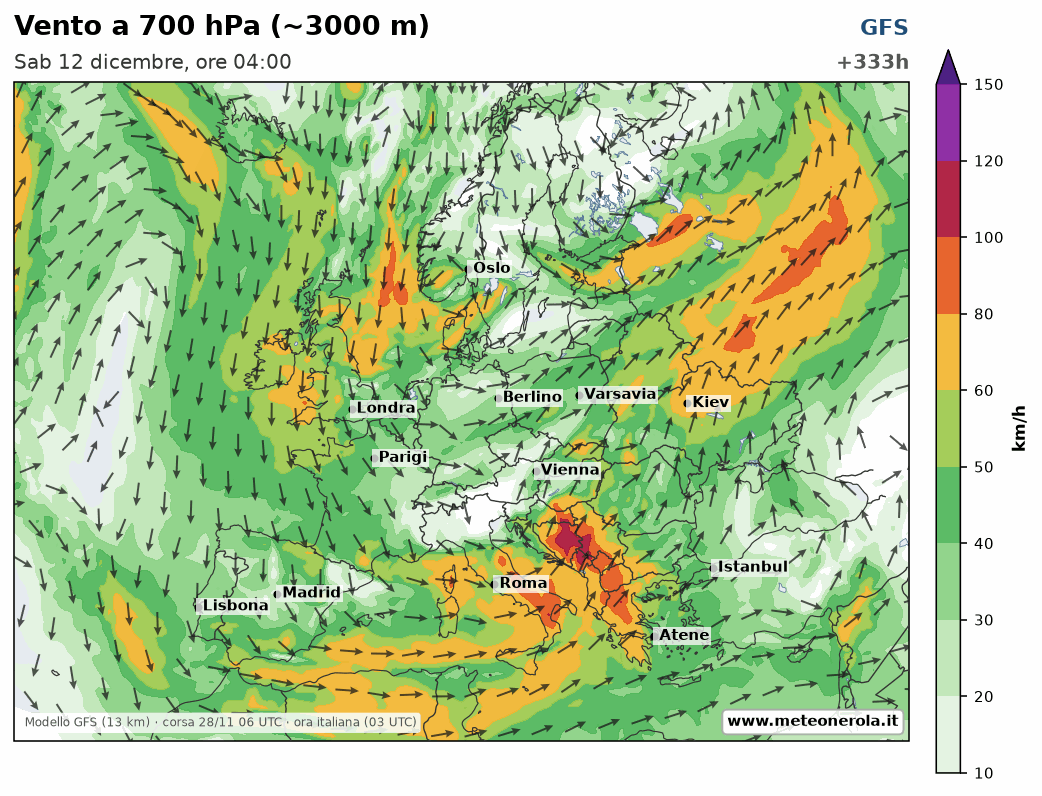 Vento a 700 hPa (~3000 m)
GFS
Sab 12 dicembre, ore 04:00
+333h
150
120
100
80
60
50
40
30
20
10
km/h
Oslo
Londra
Berlino
Varsavia
Kiev
Parigi
Vienna
Istanbul
Roma
Madrid
Lisbona
Atene
Modello GFS (13 km) · corsa 28/11 06 UTC · ora italiana (03 UTC)
www.meteonerola.it